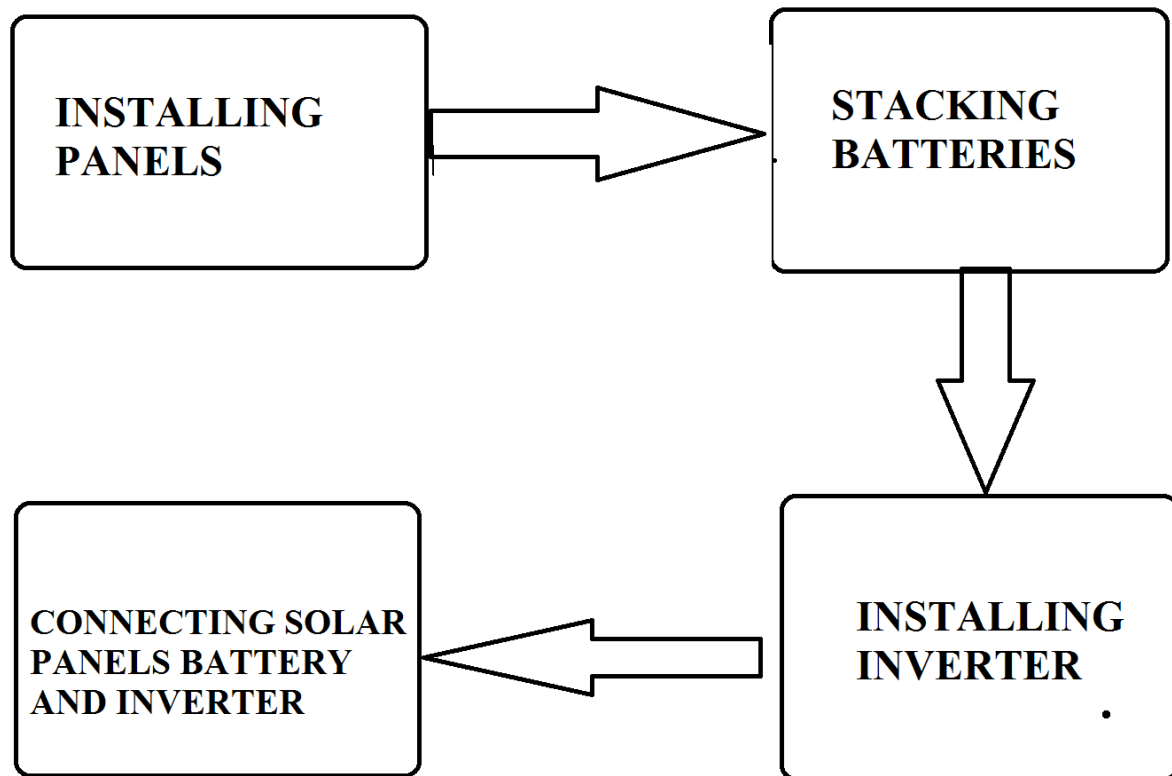 INSTALLING
PANELS
STACKING
BATTERIES
INSTALLING
INVERTER
CONNECTING SOLAR
PANELS BATTERY
AND INVERTER